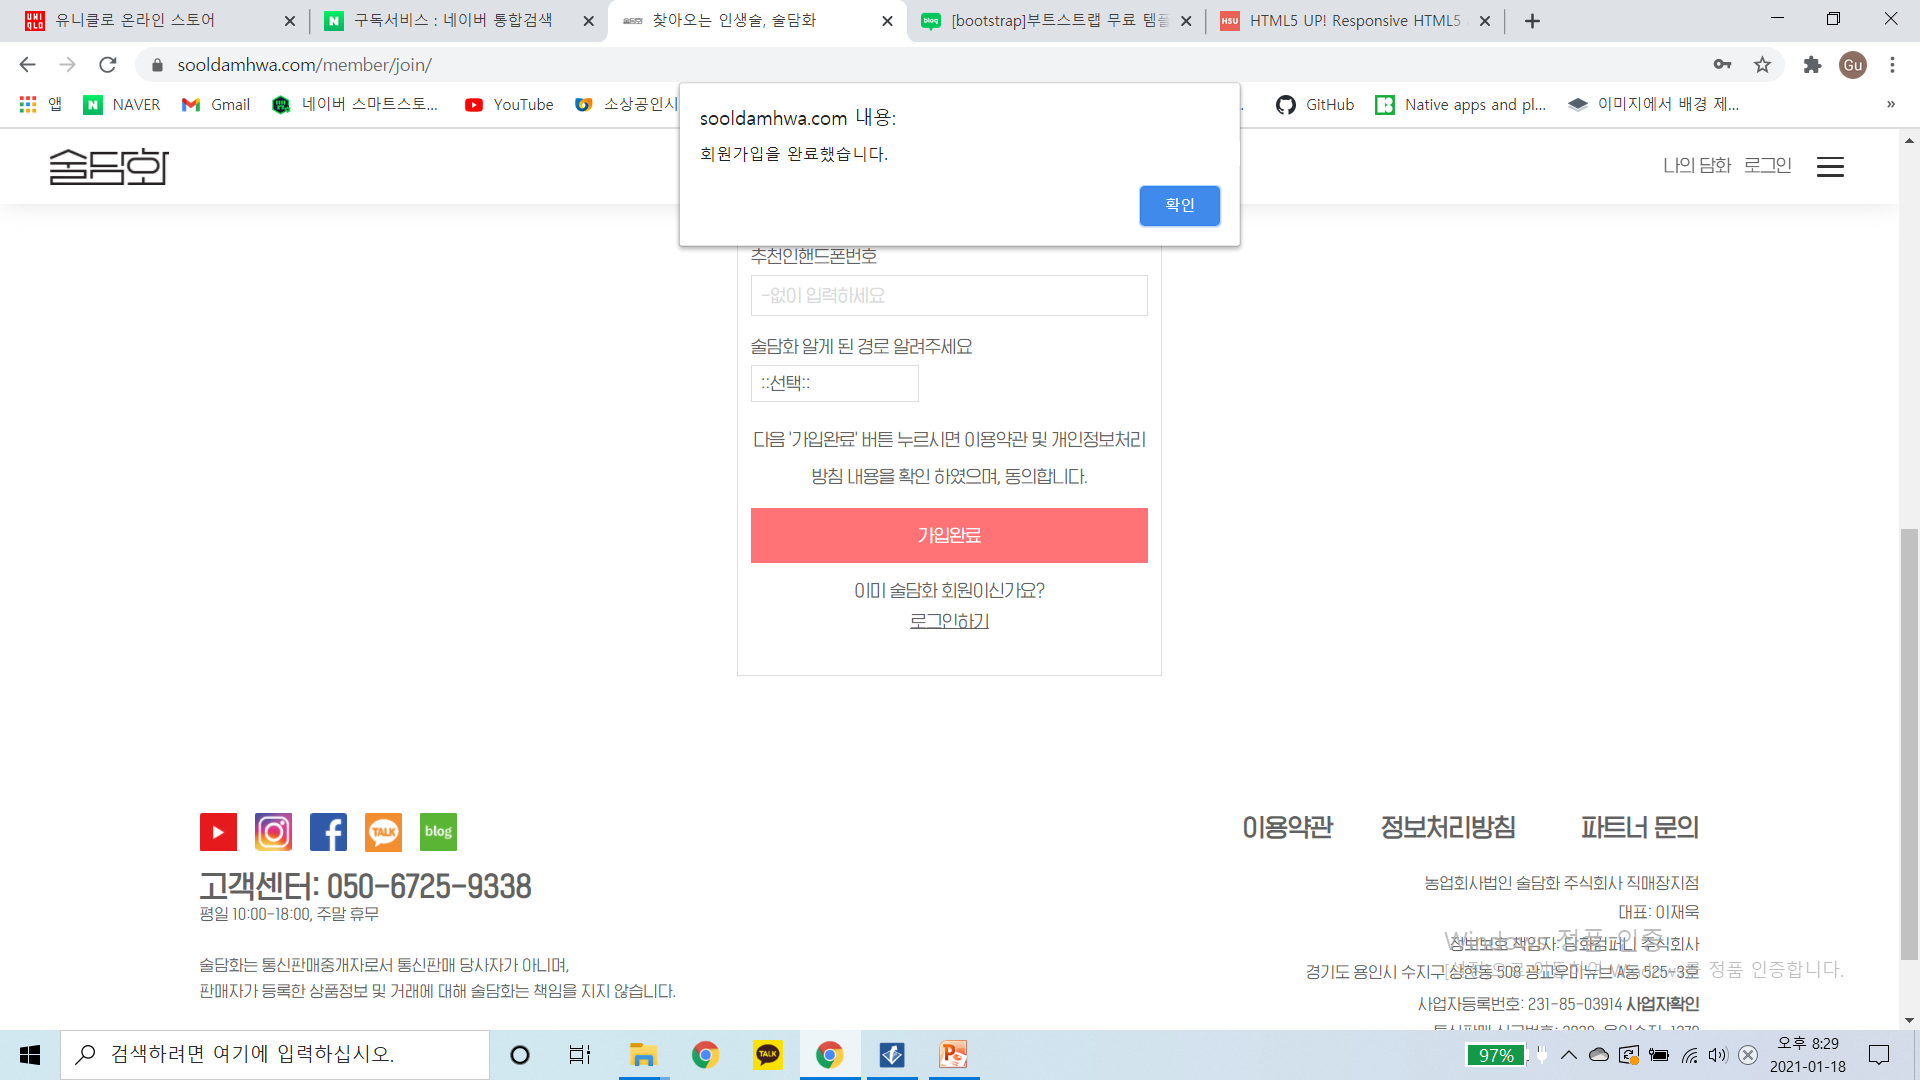 유니클로 온라인 스토어
구독서비스 : 네이버 통합검색
찾아오는 인생술, 술담화
[bootstrap]부트스트랩 무료 템플
HTML5 UP! Responsive HTML5
sooldamhwa.com/member/join/
Gu
앱
NAVER
Gmail
네이버 스마트스토...
YouTube
소상공인시
GitHub
Native apps and pl...
이미지에서 배경 제...
»
sooldamhwa.com 내용:
회원가입을 완료했습니다.
확인
술담화
나의 담화
로그인
추천인핸드폰번호
-없이 입력하세요
술담화 알게 된 경로 알려주세요
::선택::
다음 '가입완료' 버튼 누르시면 이용약관 및 개인정보처리
방침 내용을 확인 하였으며, 동의합니다.
가입완료
이미 술담화 회원이신가요?
로그인하기
TALK
blog
이용약관
정보처리방침
파트너 문의
고객센터: 050-6725-9338
평일 10:00-18:00, 주말 휴무
술담화는 통신판매중개자로서 통신판매 당사자가 아니며,
판매자가 등록한 상품정보 및 거래에 대해 술담화는 책임을 지지 않습니다.
농업회사법인 술담화 주식회사 직매장지점
대표: 이재욱
정보보호 책임자: 담화컴퍼니 주식회사
Windows 정품 인증
경기도 용인시 수지구 상현동 508 광교우미뉴브 A동 525-3호
정품 인증합니다.
사업자등록번호: 231-85-03914 사업자확인
검색하려면 여기에 입력하십시오.
TALK
97%
오후 8:29
2021-01-18